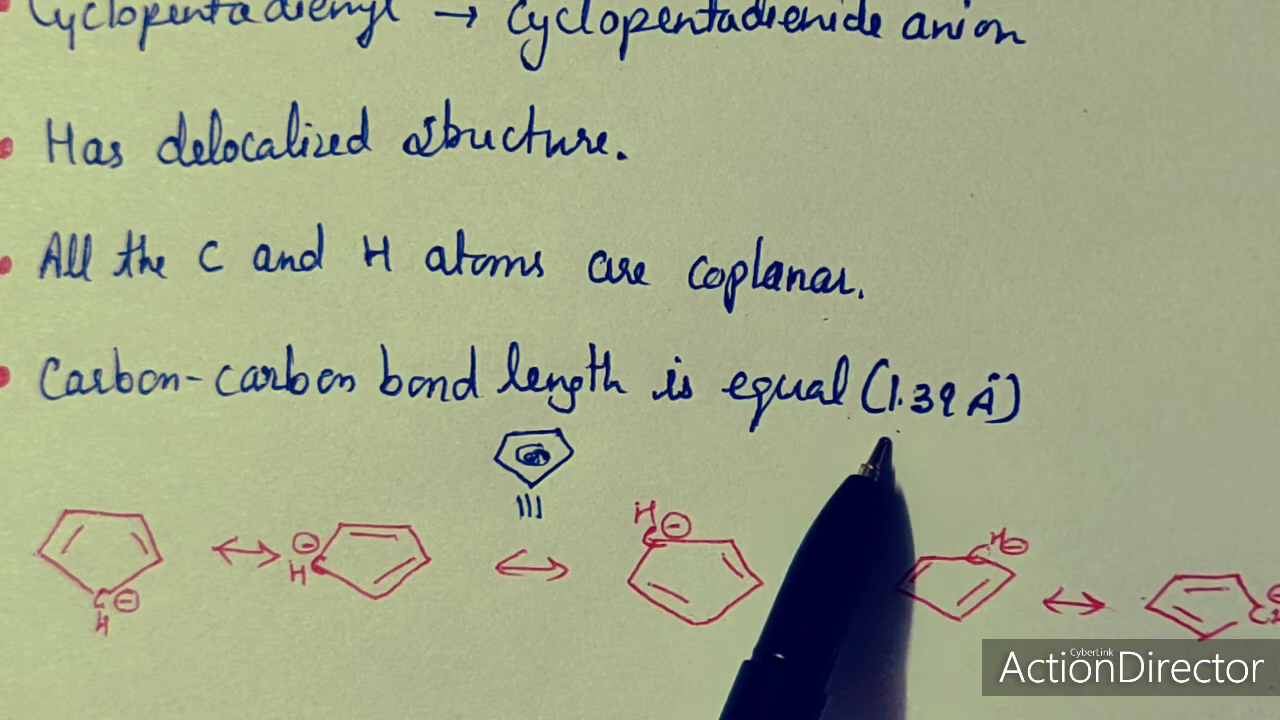 Cyclopentadienyl → Cyclopentadienide anion
Has delocalized structure.
All the C and H atoms are coplanar.
Carbon-carbon bond length is equal (1.39 Å)
H ⊖
C H ⊖
⊖
H
C ⊖
H
C
CyberLink
ActionDirector